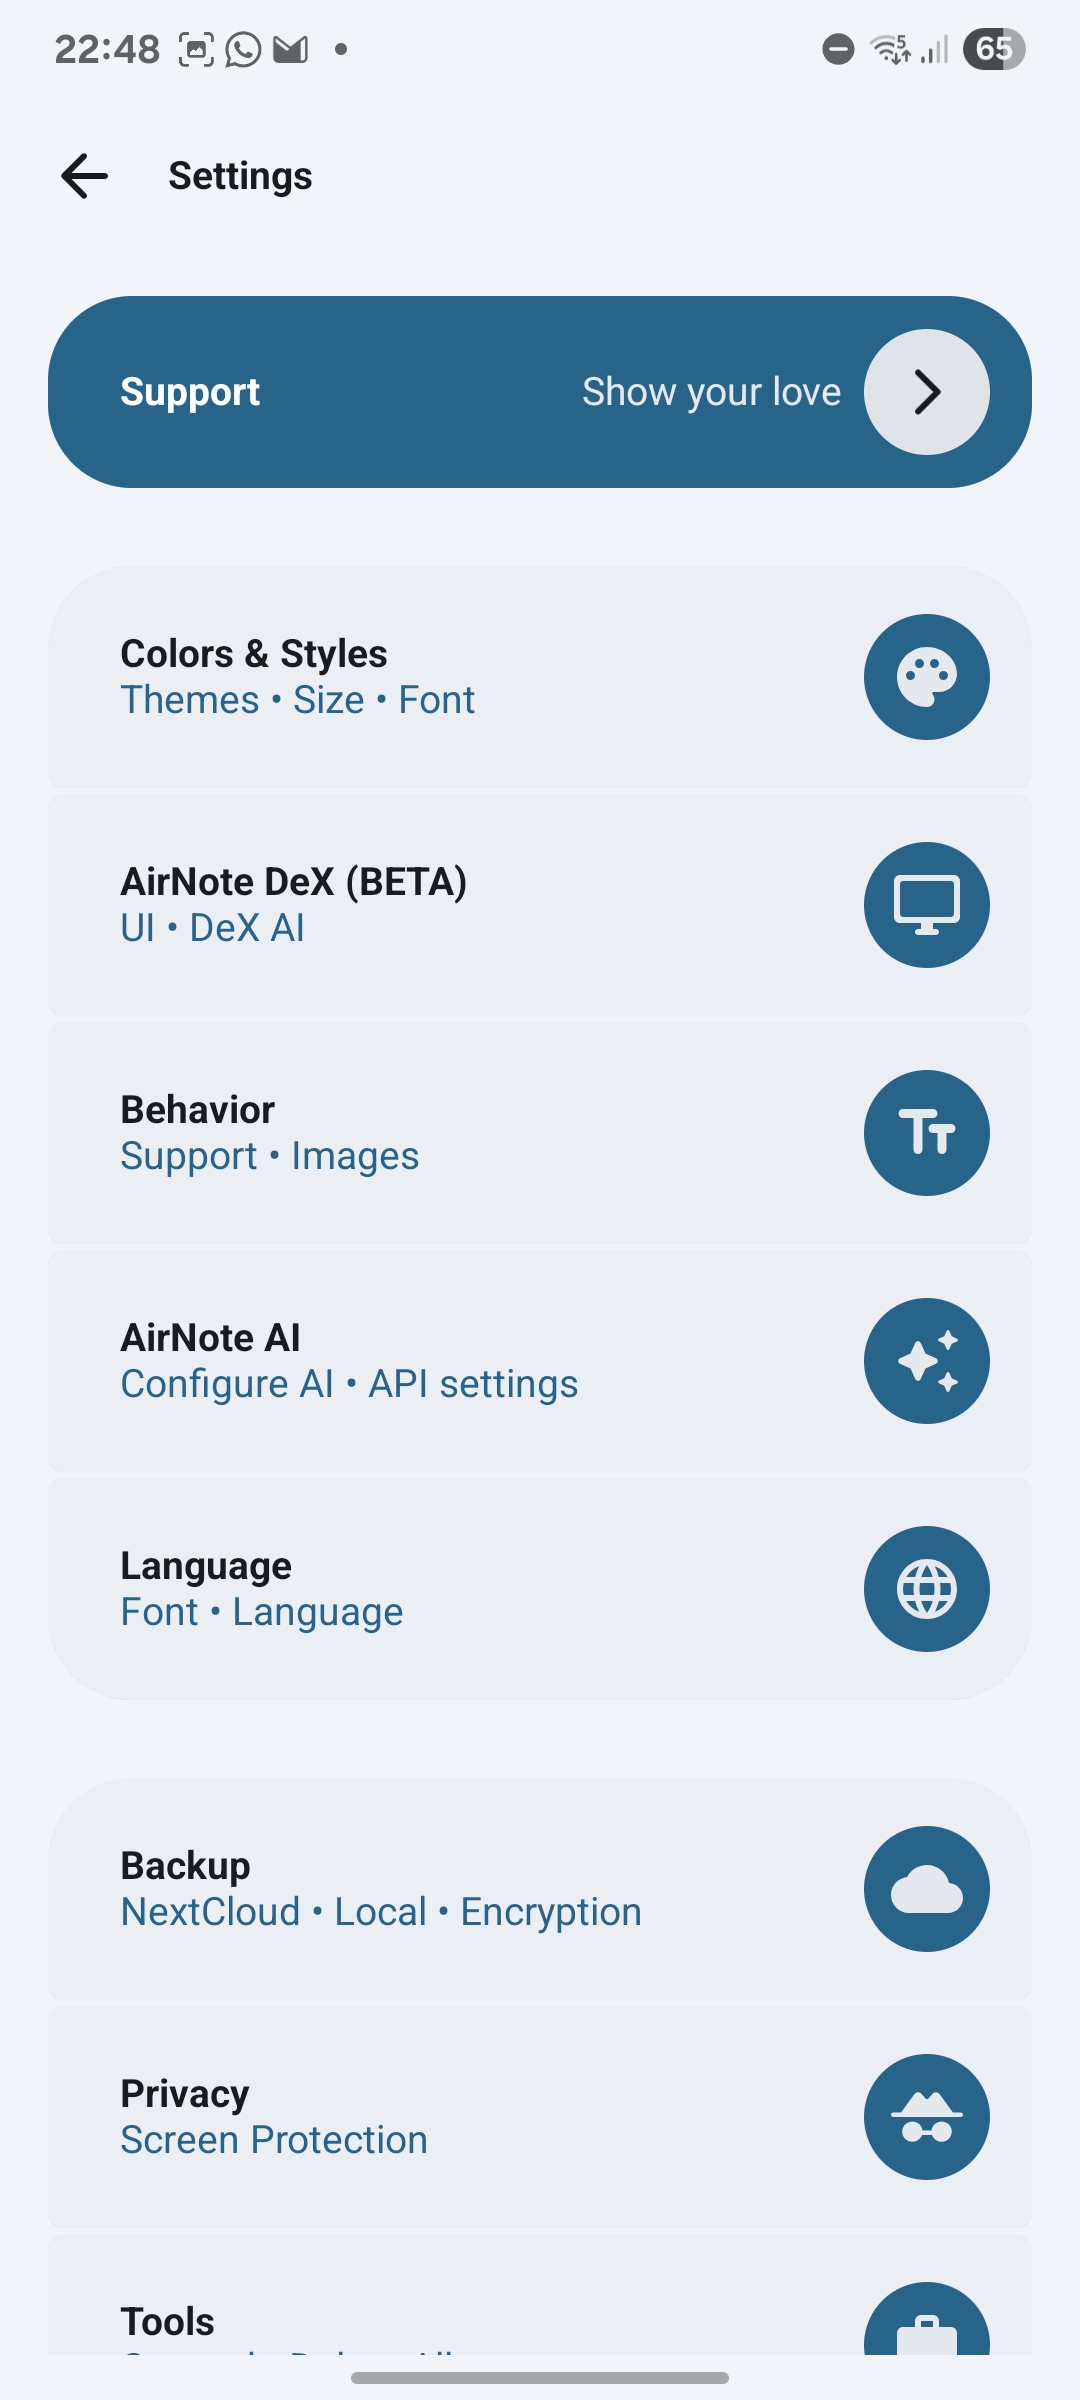 22:48
5
65
Settings
Support
Show your love
Colors & Styles
Themes • Size • Font
AirNote DeX (BETA)
UI • DeX AI
Behavior
Support • Images
AirNote AI
Configure AI • API settings
Language
Font • Language
Backup
NextCloud • Local • Encryption
Privacy
Screen Protection
Tools